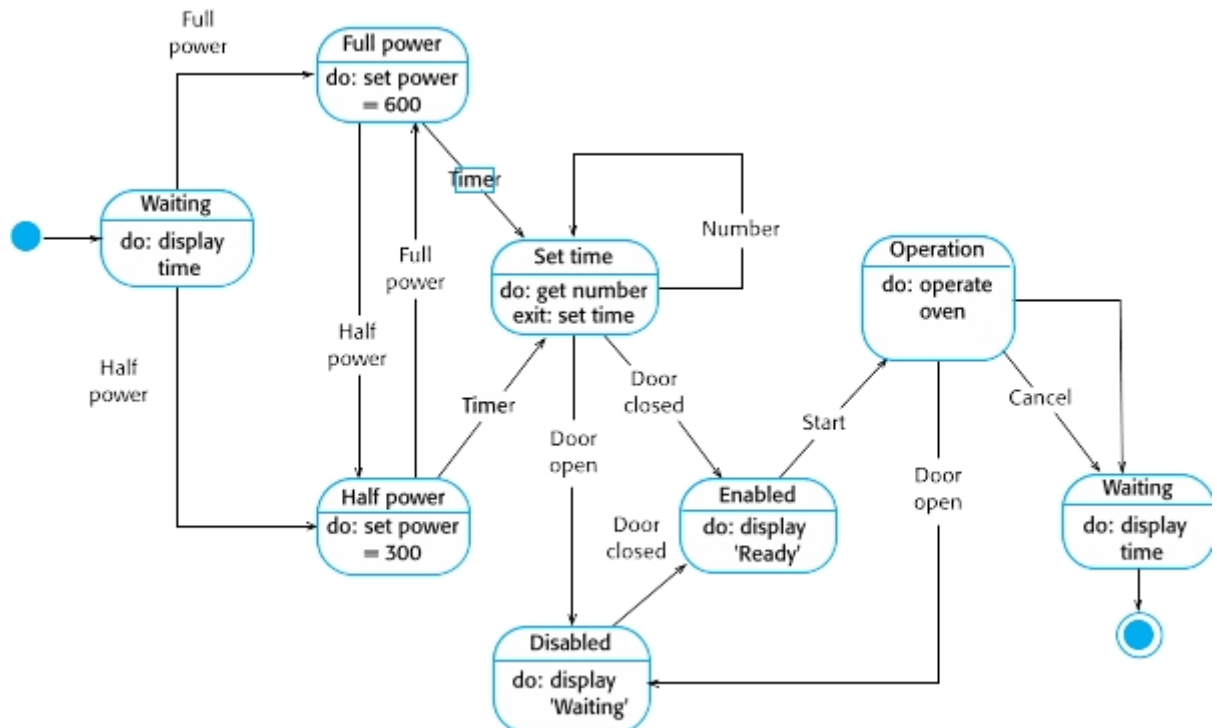 Full
power
Full power
do: set power
= 600
Timer
Waiting
do: display
time
Full
power
Half
power
Half
power
Set time
do: get number
exit: set time
Number
Operation
do: operate
oven
Timer
Door
closed
Door
open
Start
Cancel
Door
open
Half power
do: set power
= 300
Door
closed
Enabled
do: display
'Ready'
Waiting
do: display
time
Disabled
do: display
'Waiting'